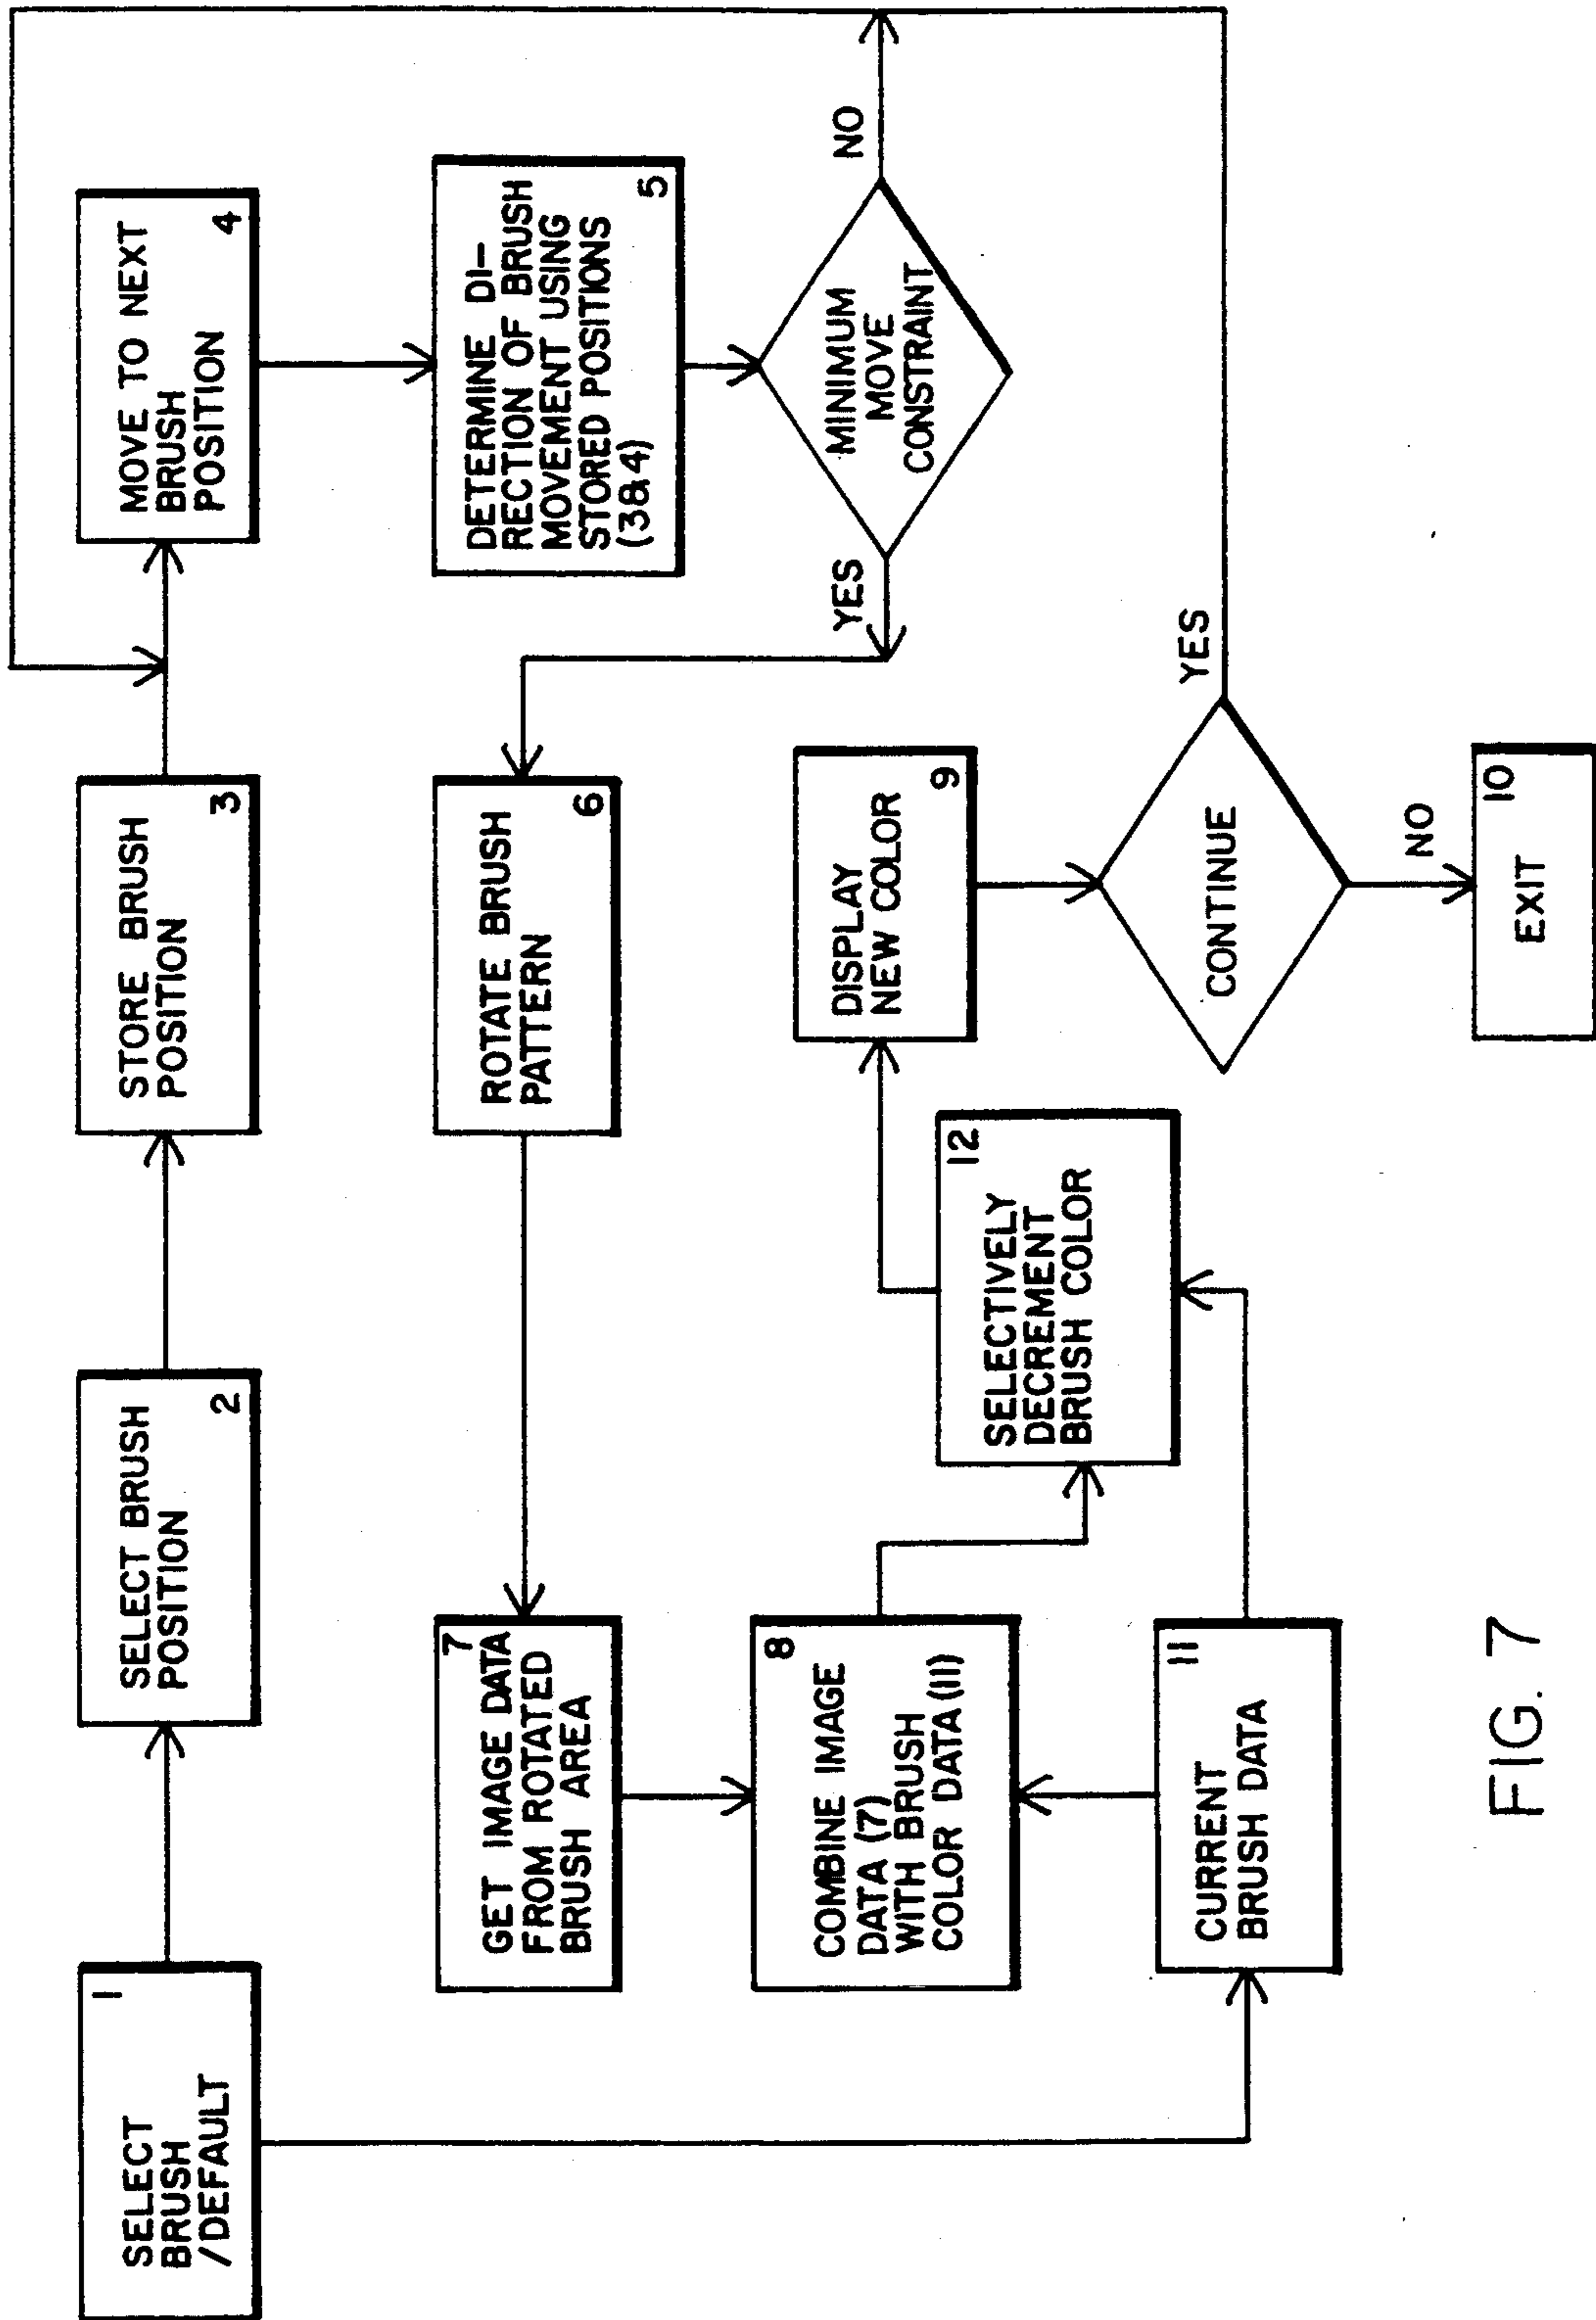 1
SELECT
BRUSH
/DEFAULT
2
SELECT BRUSH
POSITION
3
STORE BRUSH
POSITION
4
MOVE TO NEXT
BRUSH
POSITION
DETERMINE DI-
RECTION OF BRUSH
MOVEMENT USING
STORED POSITIONS
(3&4)
5
MINIMUM
MOVE
CONSTRAINT
NO
YES
ROTATE BRUSH
PATTERN
6
7
GET IMAGE DATA
FROM ROTATED
BRUSH AREA
8
COMBINE IMAGE
DATA (7)
WITH BRUSH
COLOR DATA (11)
11
CURRENT
BRUSH DATA
12
SELECTIVELY
DECREMENT
BRUSH COLOR
9
DISPLAY
NEW COLOR
CONTINUE
YES
NO
10
EXIT
FIG. 7